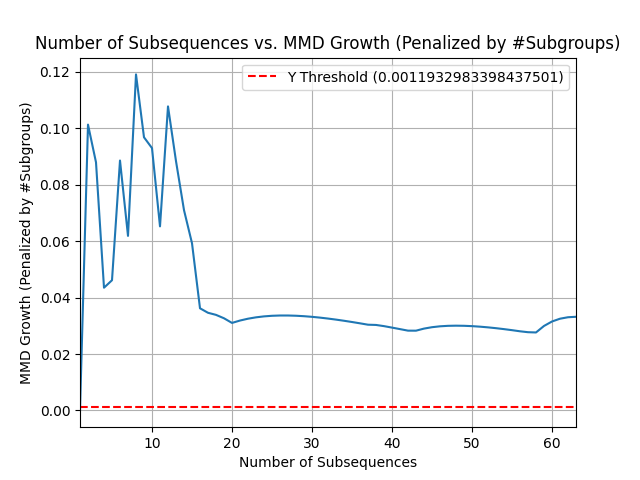 Number of Subsequences vs. MMD Growth (Penalized by #Subgroups)
Y Threshold (0.0011932983398437501)
MMD Growth (Penalized by #Subgroups)
0.12
0.10
0.08
0.06
0.04
0.02
0.00
10 20 30 40 50 60
Number of Subsequences